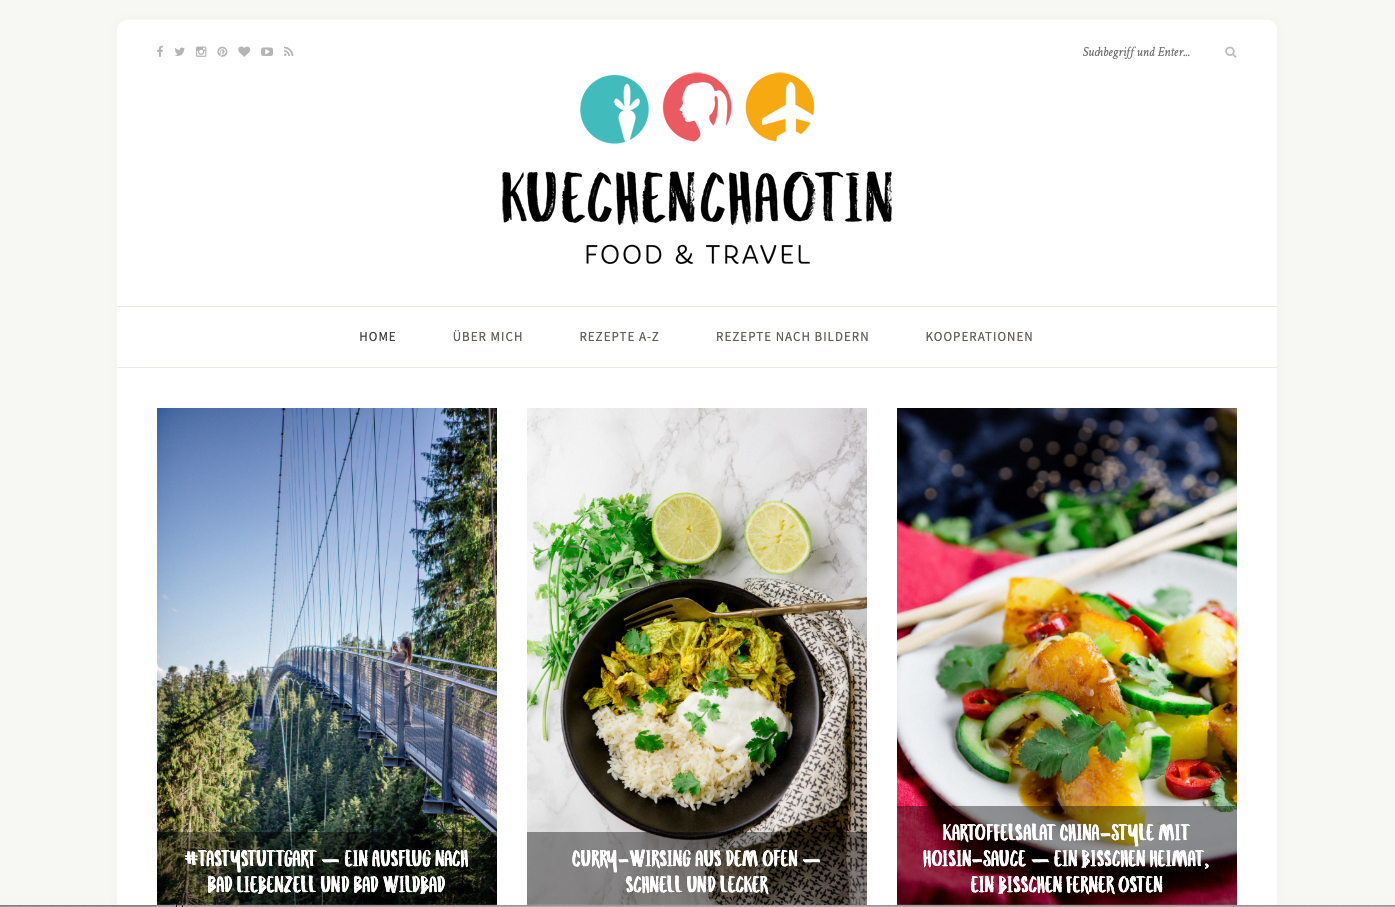 Suchbegriff und Enter...
KUECHENCHAOTIN
FOOD & TRAVEL
HOME ÜBER MICH REZEPTE A-Z REZEPTE NACH BILDERN KOOPERATIONEN
#TASTYSTUTTGART — EIN AUSFLUG NACH
BAD LIEBENZELL UND BAD WILDBAD
CURRY-WIRSING AUS DEM OFEN —
SCHNELL UND LECKER
KARTOFFELSALAT CHINA-STYLE MIT
HOISIN-SAUCE — EIN BISSCHEN HEIMAT,
EIN BISSCHEN FERNER OSTEN